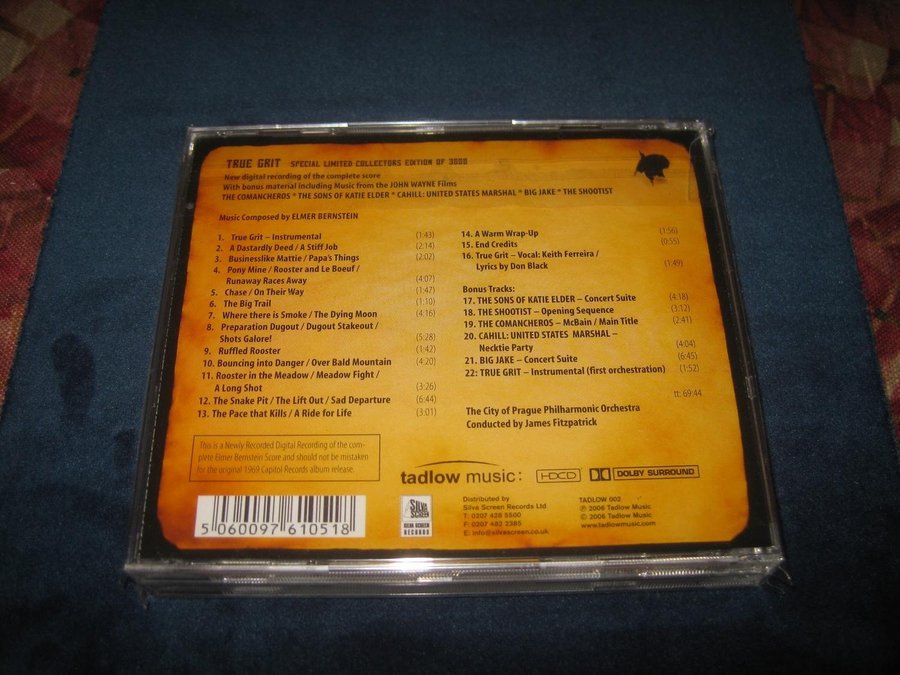 TRUE GRIT SPECIAL LIMITED COLLECTORS EDITION OF 3000
New digital recording of the complete score
With bonus material including Music from the JOHN WAYNE Films
THE COMANCHEROS * THE SONS OF KATIE ELDER * CAHILL: UNITED STATES MARSHAL * BIG JAKE * THE SHOOTIST
Music Composed by ELMER BERNSTEIN
1. True Grit – Instrumental (1:43)
2. A Dastardly Deed / A Stiff Job (2:14)
3. Businesslike Mattie / Papa's Things (2:02)
4. Pony Mine / Rooster and Le Boeuf /
Runaway Races Away (4:07)
5. Chase / On Their Way (1:47)
6. The Big Trail (1:10)
7. Where there is Smoke / The Dying Moon (4:16)
8. Preparation Dugout / Dugout Stakeout /
Shots Galore! (5:28)
9. Ruffled Rooster (1:42)
10. Bouncing into Danger / Over Bald Mountain (4:20)
11. Rooster in the Meadow / Meadow Fight /
A Long Shot (3:26)
12. The Snake Pit / The Lift Out / Sad Departure (6:44)
13. The Pace that Kills / A Ride for Life (3:01)
14. A Warm Wrap-Up (1:56)
15. End Credits (0:55)
16. True Grit – Vocal: Keith Ferreira /
Lyrics by Don Black (1:49)
Bonus Tracks:
17. THE SONS OF KATIE ELDER – Concert Suite (4:18)
18. THE SHOOTIST – Opening Sequence (3:12)
19. THE COMANCHEROS – McBain / Main Title (2:41)
20. CAHILL: UNITED STATES MARSHAL –
Necktie Party (4:04)
21. BIG JAKE – Concert Suite (6:45)
22: TRUE GRIT – Instrumental (first orchestration) (1:52)
tt: 69:44
The City of Prague Philharmonic Orchestra
Conducted by James Fitzpatrick
This is a Newly Recorded Digital Recording of the com-
plete Elmer Bernstein Score and should not be mistaken
for the original 1969 Capitol Records album release.
tadlow music:
HDCD
DOLBY SURROUND
5 060097 610518
SILVA SCREEN
SILVA SCREEN
RECORDS
Distributed by
Silva Screen Records Ltd
T: 0207 428 5500
F: 0207 482 2385
E: info@silvascreen.co.uk
TADLOW 002
℗ 2006 Tadlow Music
© 2006 Tadlow Music
www.tadlowmusic.com